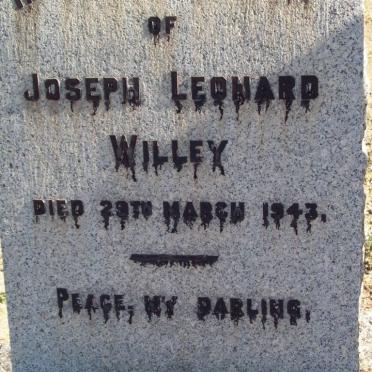 OF
JOSEPH LEONARD
WILLEY
DIED 29TH MARCH 1943.
PEACE, MY DARLING.